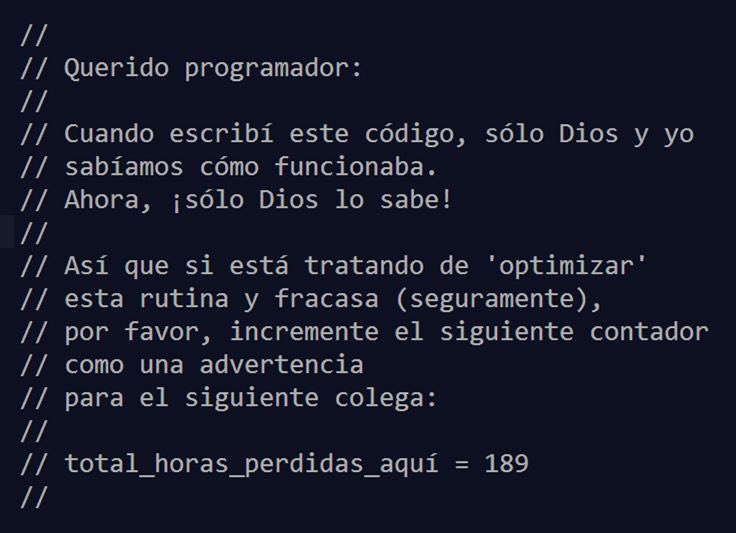 //
// Querido programador:
//
// Cuando escribí este código, sólo Dios y yo
// sabíamos cómo funcionaba.
// Ahora, ¡sólo Dios lo sabe!
//
// Así que si está tratando de 'optimizar'
// esta rutina y fracasa (seguramente),
// por favor, incremente el siguiente contador
// como una advertencia
// para el siguiente colega:
//
// total_horas_perdidas_aquí = 189
//